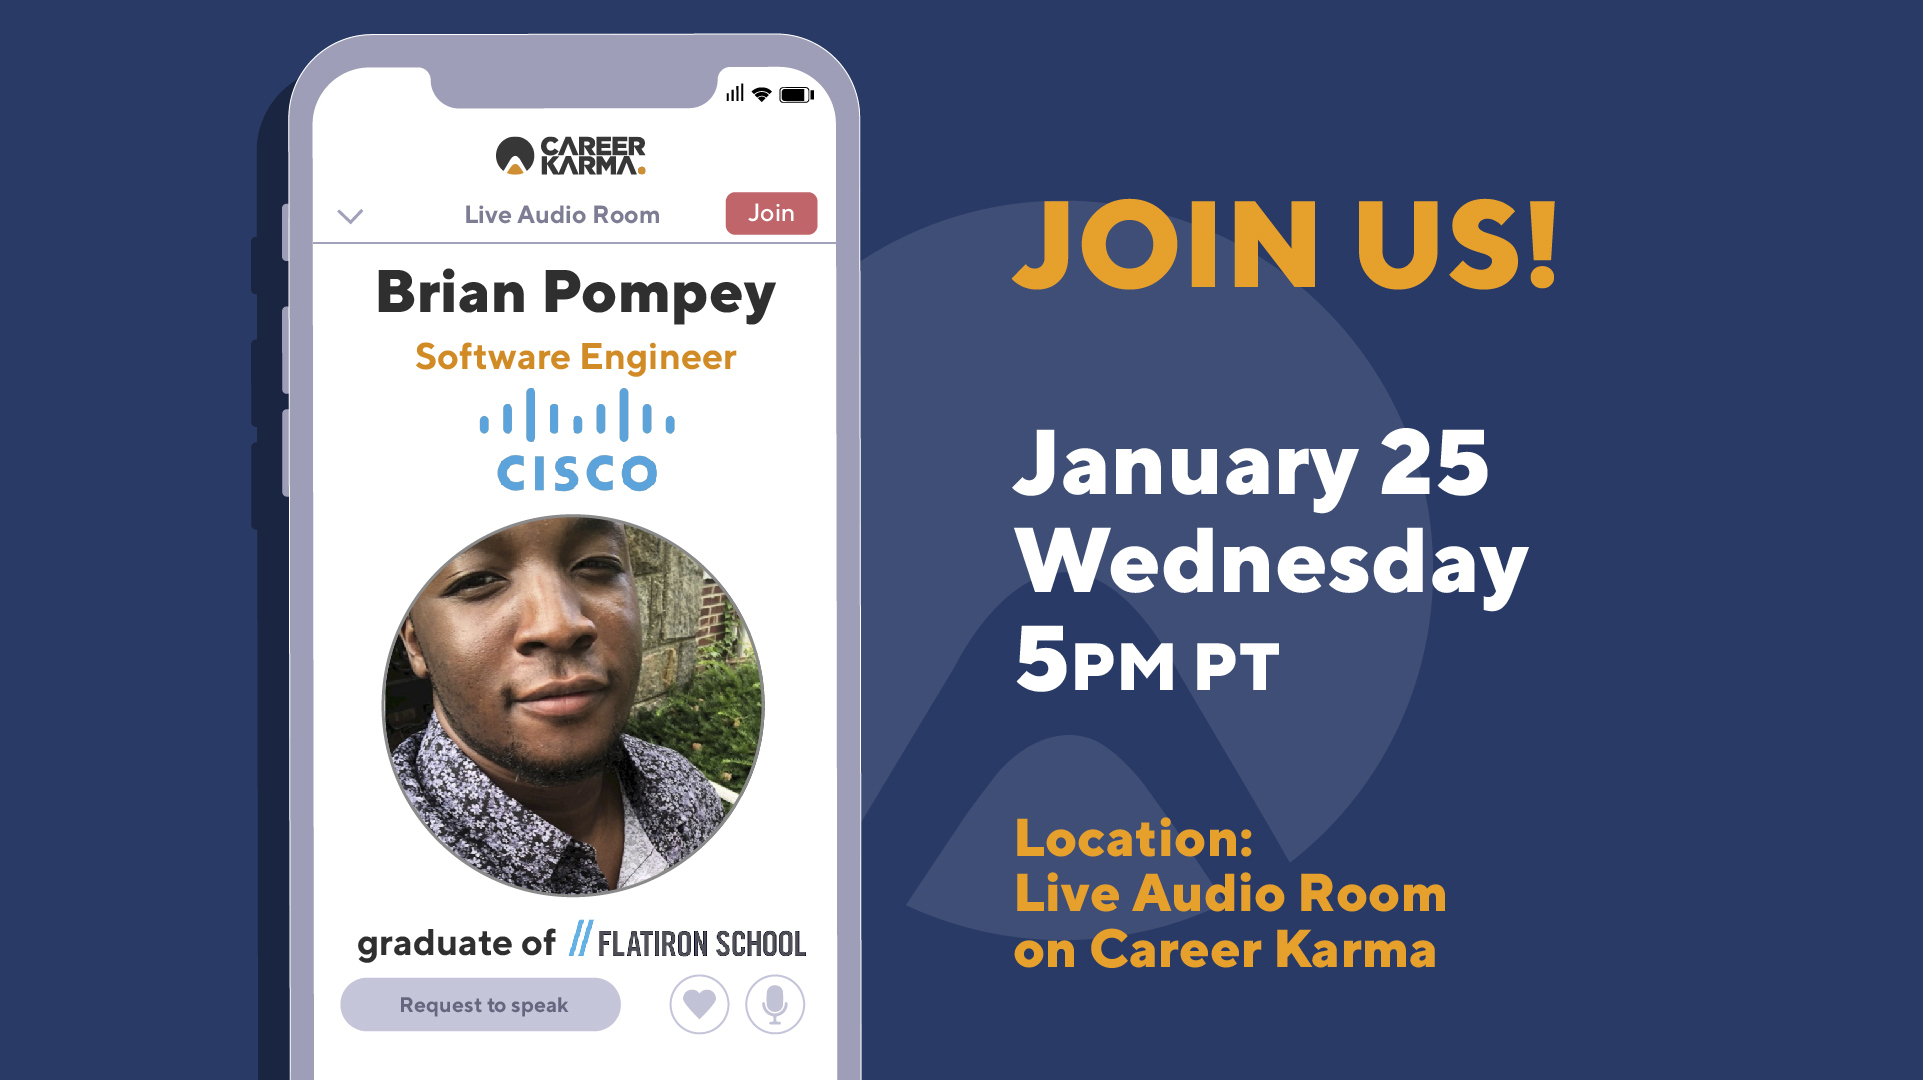 CAREER
KARMA.
Live Audio Room
Join
Brian Pompey
Software Engineer
CISCO
graduate of // FLATIRON SCHOOL
Request to speak
JOIN US!
January 25
Wednesday
5PM PT
Location:
Live Audio Room
on Career Karma